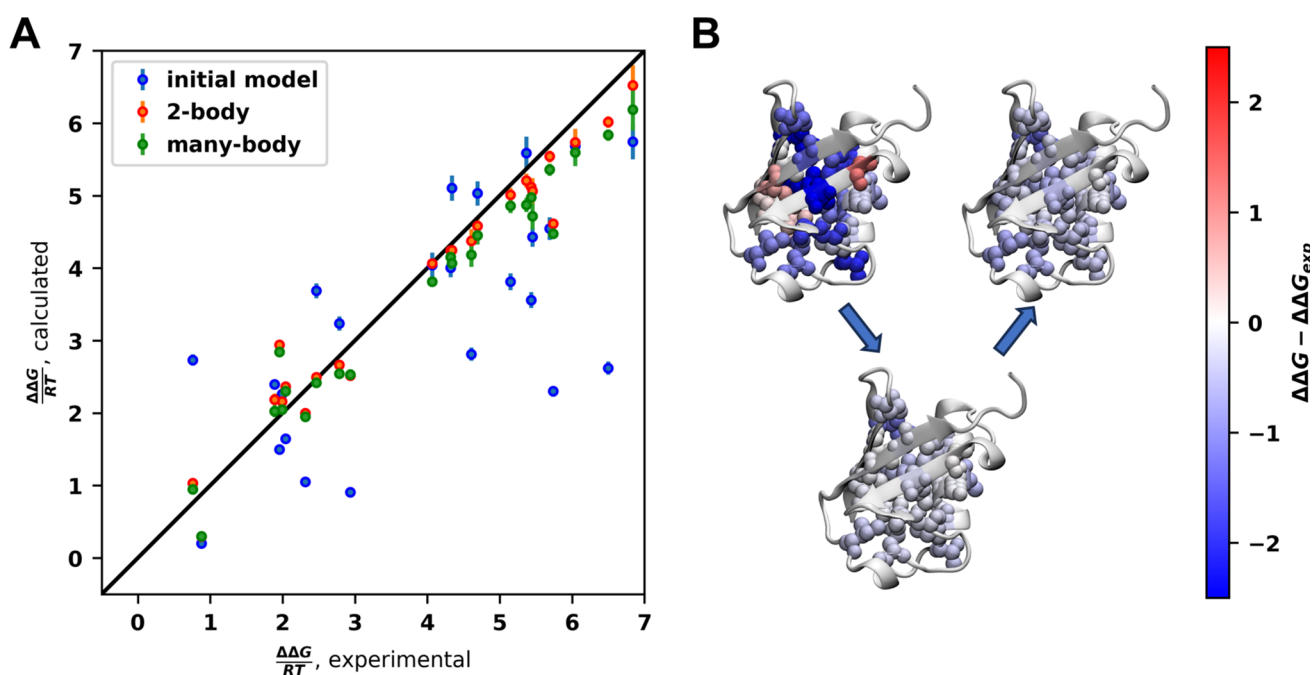 A
B
7
6
5
4
3
2
1
0
initial model
2-body
many-body
ΔΔG/RT, calculated
0 1 2 3 4 5 6 7
ΔΔG/RT, experimental
2
1
0
−1
−2
ΔΔG − ΔΔG_exp